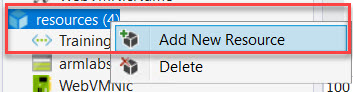 resources (4)
Training
Add New Resource
armlabs
Delete
WebVMNic
100